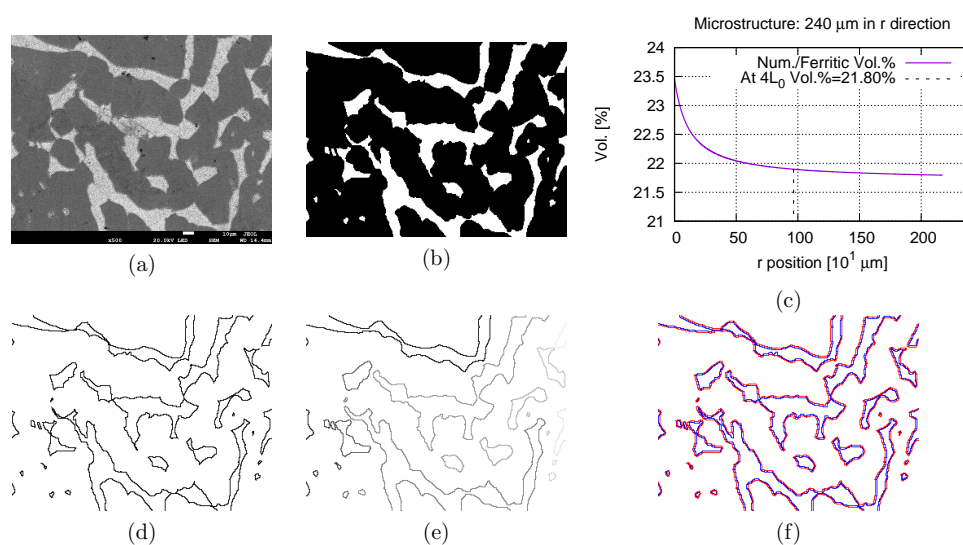 Microstructure: 240 μm in r direction
24
23.5
23
22.5
22
21.5
21
Vol. [%]
Num./Ferritic Vol.%
At 4L₀ Vol.%=21.80%
0 50 100 150 200
r position [10¹ μm]
10μm JEOL
x500 20.0kV LED SEM WD 14.4mm
(a)
(b)
(c)
(d)
(e)
(f)